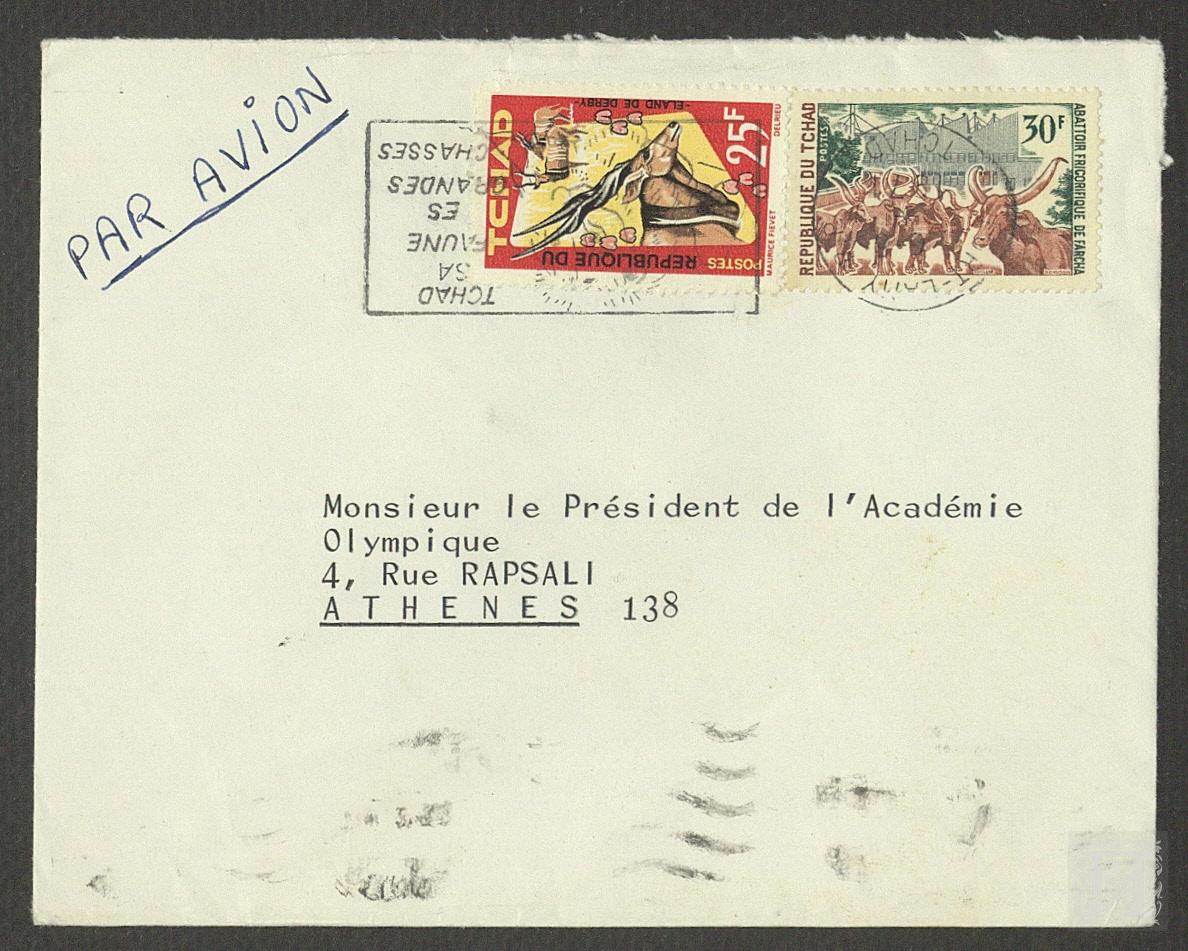 PAR AVION
TCHAD
SA
FAUNE
ES
GRANDES
CHASSES
POSTES REPUBLIQUE DU
TCHAD
25F
-ELAND DE DERBY-
MAURICE FIEVET
DELRIEU
REPUBLIQUE DU TCHAD
POSTES
30F
ABATTOIR FRIGORIFIQUE DE FARCHA
TCHAD
Monsieur le Président de l'Académie
Olympique
4, Rue RAPSALI
ATHENES 138